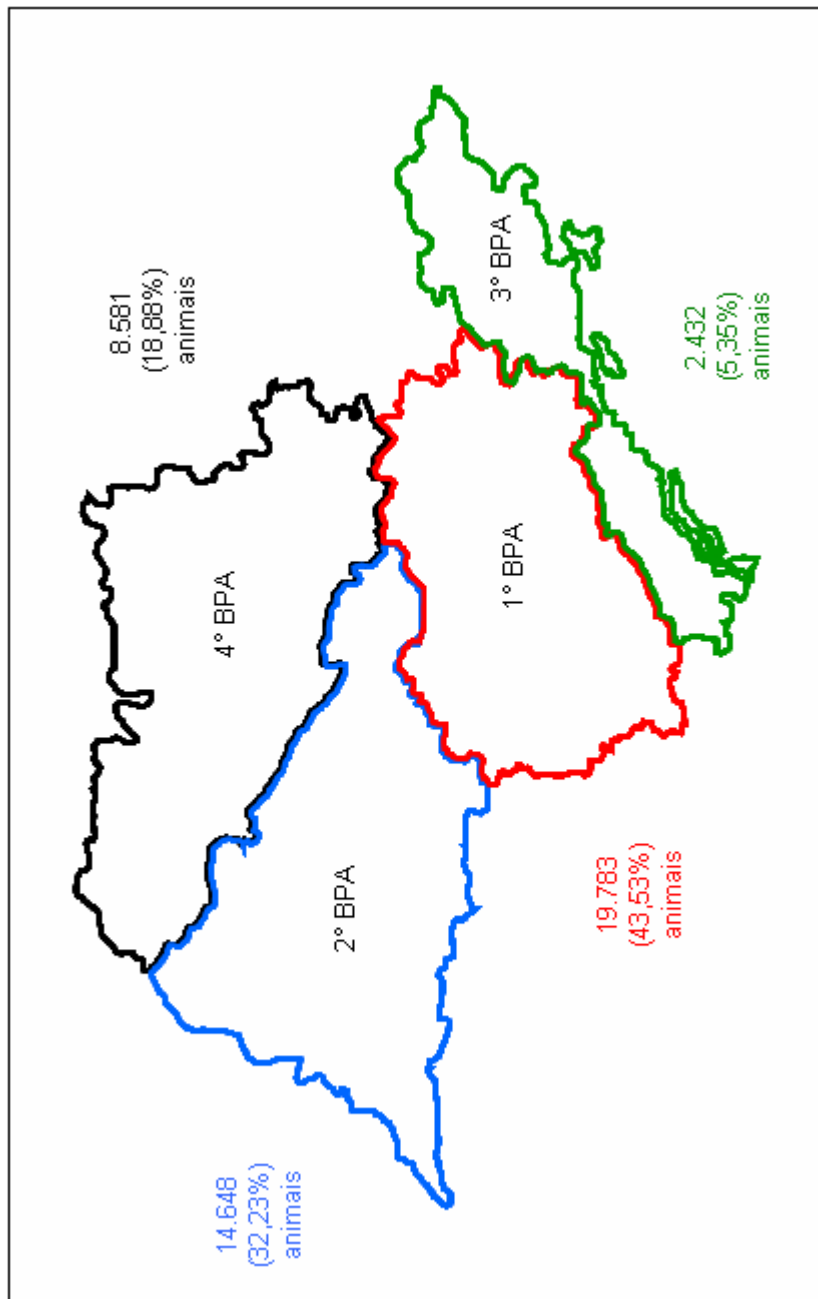 8.581
(18,88%)
animais
14.648
(32,23%)
animais
4° BPA
2° BPA
1° BPA
3° BPA
19.783
(43,53%)
animais
2.432
(5,35%)
animais